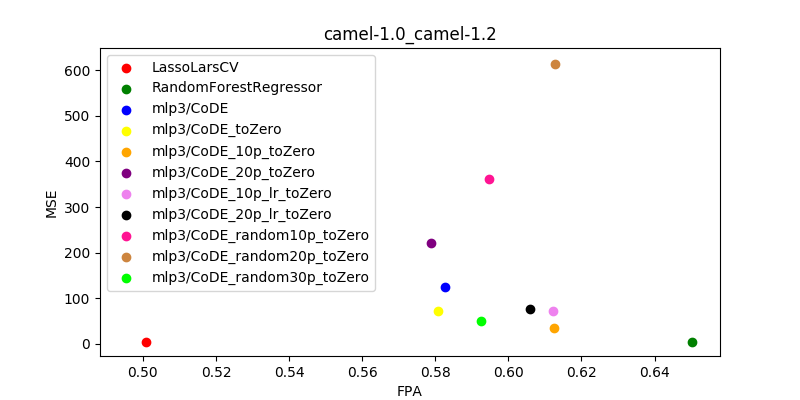 camel-1.0_camel-1.2
MSE
600
500
400
300
200
100
0
LassoLarsCV
RandomForestRegressor
mlp3/CoDE
mlp3/CoDE_toZero
mlp3/CoDE_10p_toZero
mlp3/CoDE_20p_toZero
mlp3/CoDE_10p_lr_toZero
mlp3/CoDE_20p_lr_toZero
mlp3/CoDE_random10p_toZero
mlp3/CoDE_random20p_toZero
mlp3/CoDE_random30p_toZero
0.50 0.52 0.54 0.56 0.58 0.60 0.62 0.64
FPA